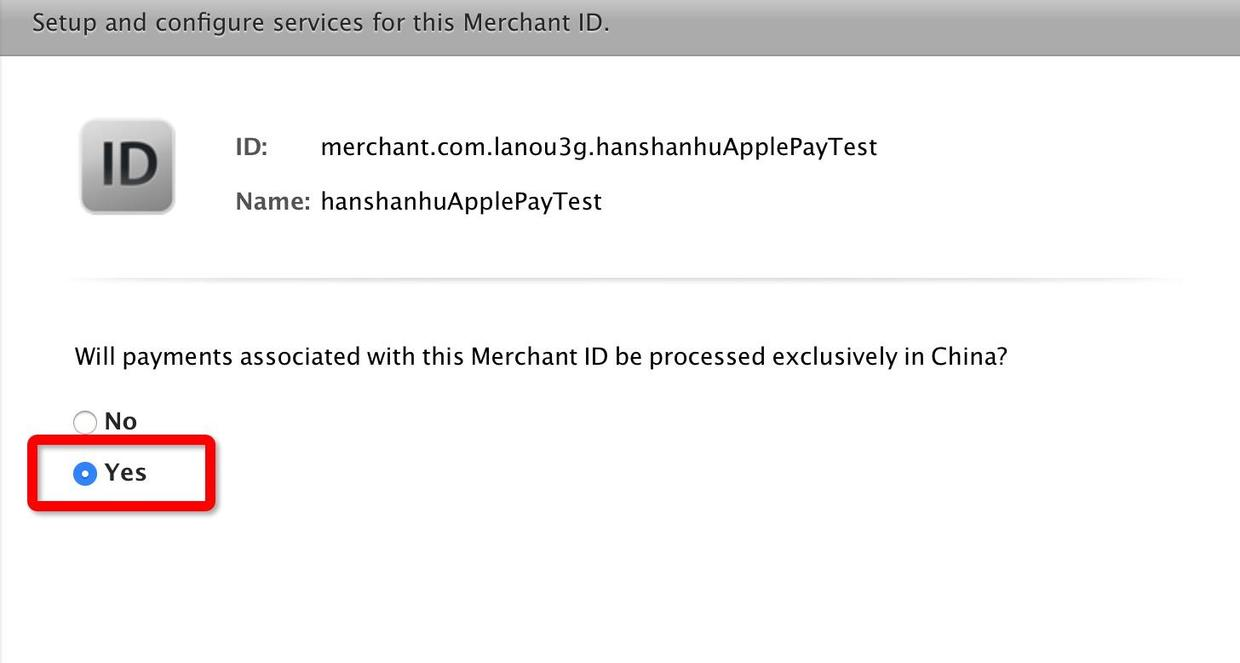 Setup and configure services for this Merchant ID.
ID
ID: merchant.com.lanou3g.hanshanhuApplePayTest
Name: hanshanhuApplePayTest
Will payments associated with this Merchant ID be processed exclusively in China?
No
Yes